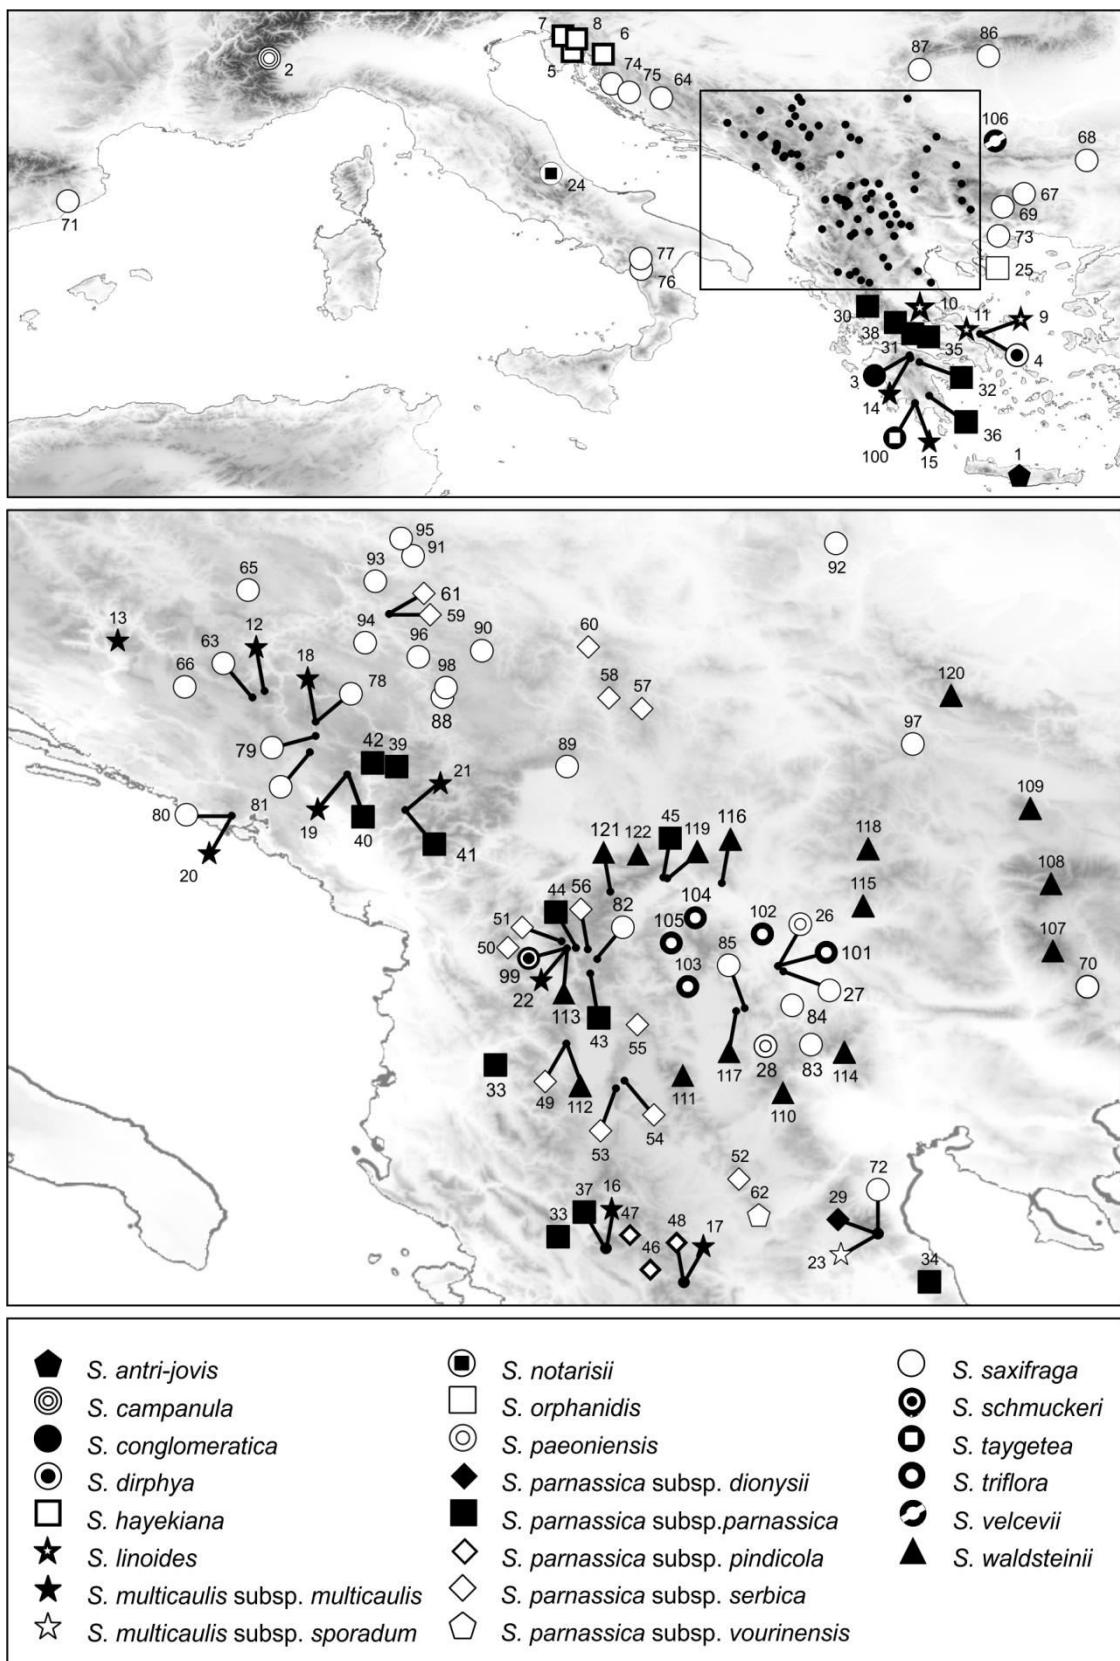 7 8 6 86
87
2
5 74 75 64
106
68
24
67
71
69
73
77
25
76
10
30 11 9
38
31 35 4
3 32
14
36
100 15 1
95
91
92
65 93
61
59
13 12 94 60
63 96 90
18 98 58 57
66 78 120
88 97
79 42 39 89
21 109
81
80 45 119 116
19 40 121 122 118
41 108
20 56 104
44 82 102 26 115
51 105 107
50 85 101
99 103 70
22 27
113 84
43 55
117 28 83 114
33 49 112 111
110
54
53 52
72
37 16 62 29
33 47 48 17
46 23 34
S. antri-jovis
S. campanula
S. conglomeratica
S. dirphya
S. hayekiana
S. linoides
S. multicaulis subsp. multicaulis
S. multicaulis subsp. sporadum
S. notarisii
S. orphanidis
S. paeoniensis
S. parnassica subsp. dionysii
S. parnassica subsp.parnassica
S. parnassica subsp. pindicola
S. parnassica subsp. serbica
S. parnassica subsp. vourinensis
S. saxifraga
S. schmuckeri
S. taygetea
S. triflora
S. velcevii
S. waldsteinii